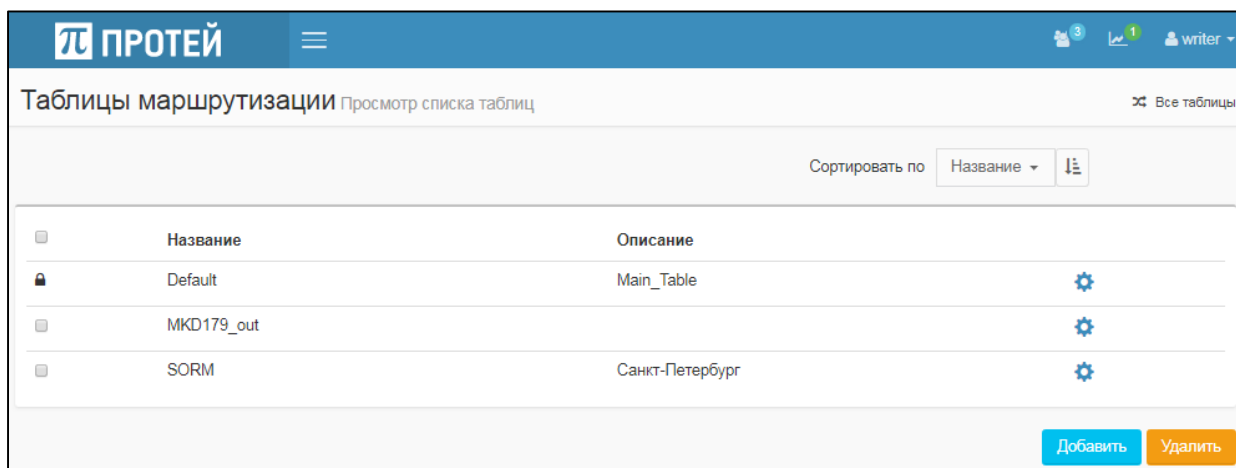 ПРОТЕЙ 3 1 writer
Таблицы маршрутизации Просмотр списка таблиц Все таблицы
Сортировать по Название
Название Описание
Default Main_Table
MKD179_out
SORM Санкт-Петербург
Добавить Удалить